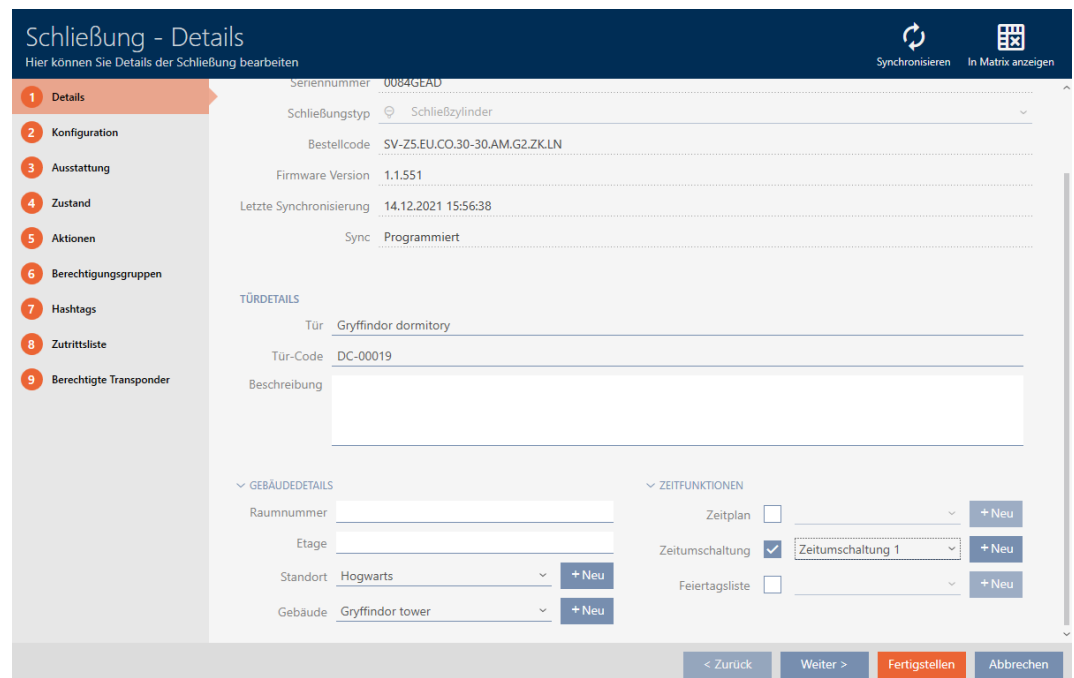 Schließung - Details
Hier können Sie Details der Schließung bearbeiten
Synchronisieren
In Matrix anzeigen
1 Details
2 Konfiguration
3 Ausstattung
4 Zustand
5 Aktionen
6 Berechtigungsgruppen
7 Hashtags
8 Zutrittsliste
9 Berechtigte Transponder
Seriennummer 0084GEAD
Schließungstyp Schließzylinder
Bestellcode SV-Z5.EU.CO.30-30.AM.G2.ZK.LN
Firmware Version 1.1.551
Letzte Synchronisierung 14.12.2021 15:56:38
Sync Programmiert
TÜRDETAILS
Tür Gryffindor dormitory
Tür-Code DC-00019
Beschreibung
GEBÄUDEDETAILS
Raumnummer
Etage
Standort Hogwarts + Neu
Gebäude Gryffindor tower + Neu
ZEITFUNKTIONEN
Zeitplan + Neu
Zeitumschaltung Zeitumschaltung 1 + Neu
Feiertagsliste + Neu
< Zurück
Weiter >
Fertigstellen
Abbrechen